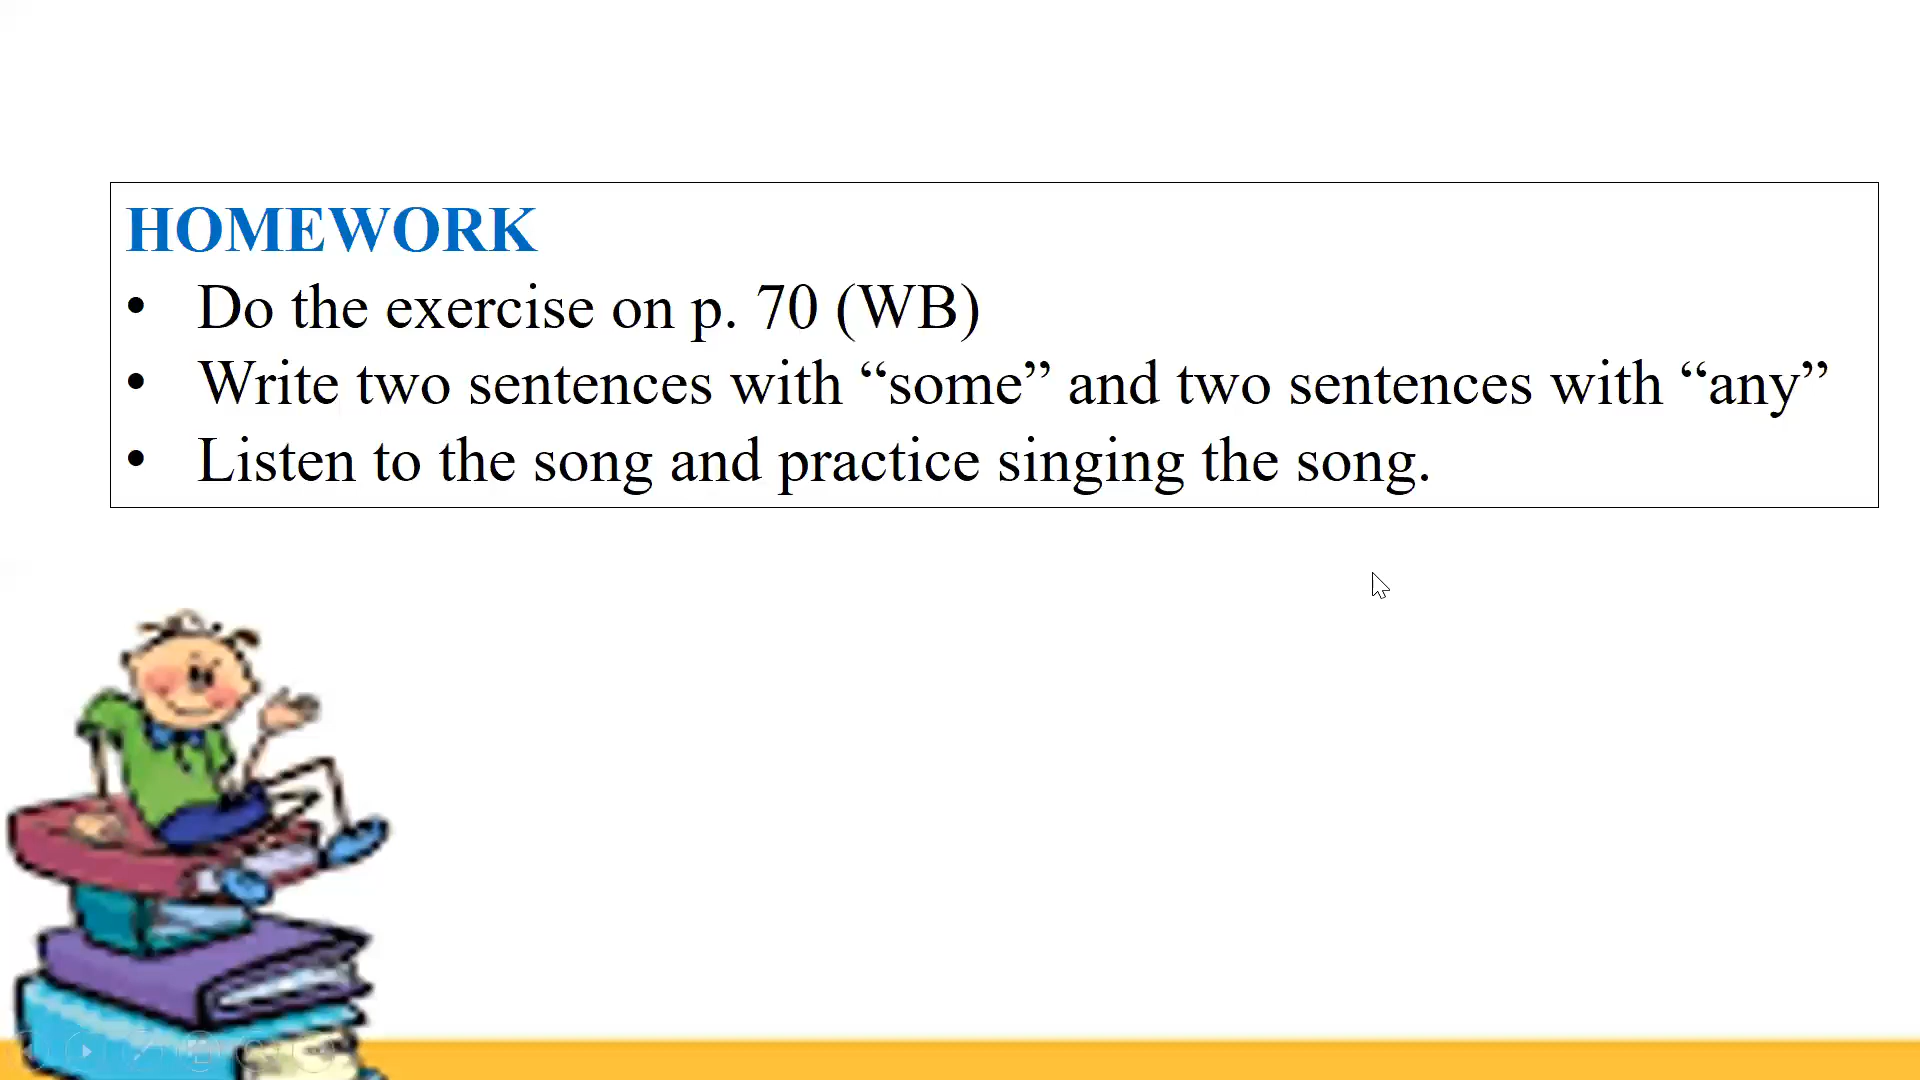 HOMEWORK
• Do the exercise on p. 70 (WB)
• Write two sentences with “some” and two sentences with “any”
• Listen to the song and practice singing the song.